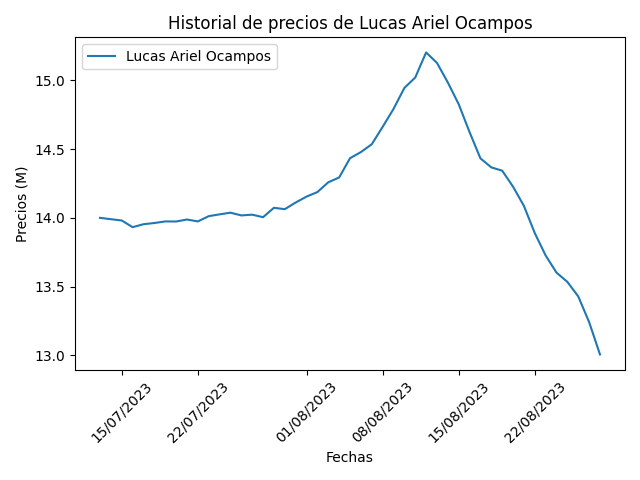 Historial de precios de Lucas Ariel Ocampos
Lucas Ariel Ocampos
Precios (M)
15.0
14.5
14.0
13.5
13.0
15/07/2023
22/07/2023
01/08/2023
08/08/2023
15/08/2023
22/08/2023
Fechas